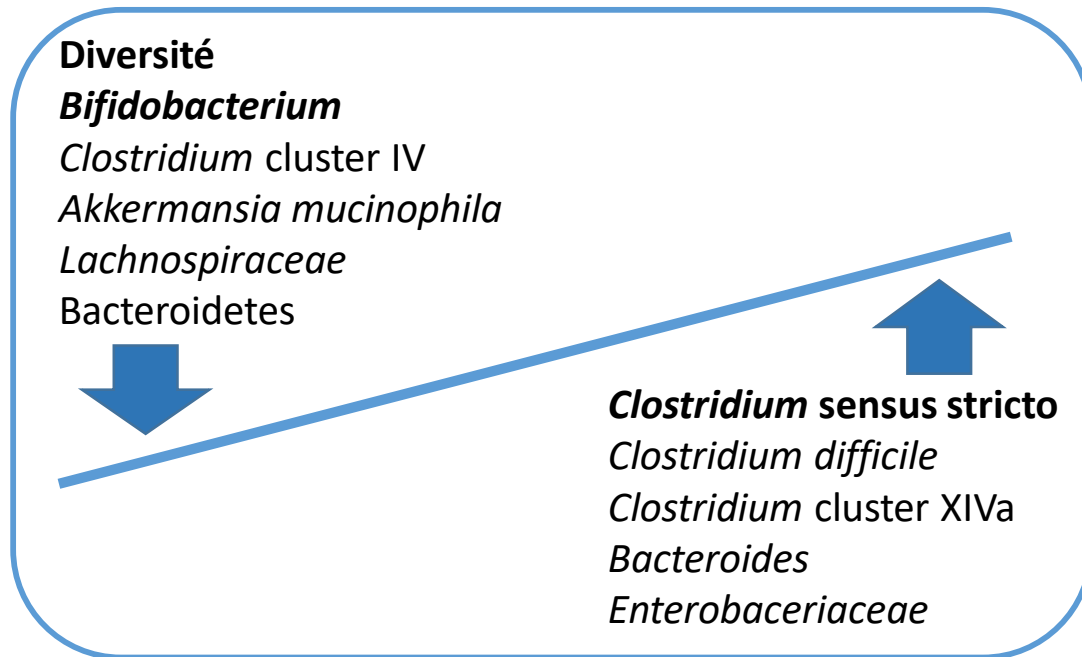 Diversité
Bifidobacterium
Clostridium cluster IV
Akkermansia mucinophila
Lachnospiraceae
Bacteroidetes
Clostridium sensus stricto
Clostridium difficile
Clostridium cluster XIVa
Bacteroides
Enterobaceriaceae